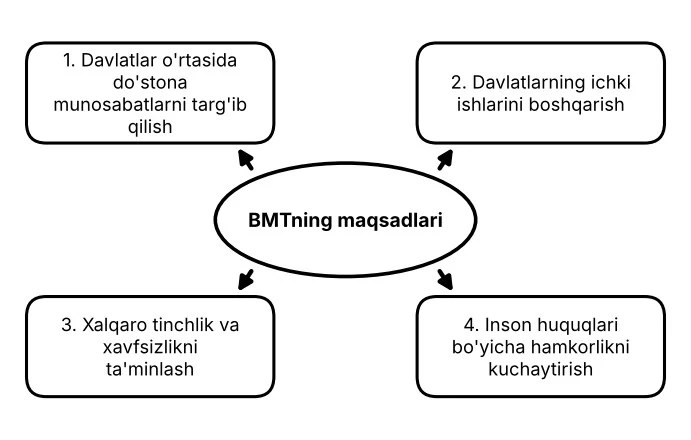 1. Davlatlar o'rtasida
do'stona
munosabatlarni targ'ib
qilish
2. Davlatlarning ichki
ishlarini boshqarish
BMTning maqsadlari
3. Xalqaro tinchlik va
xavfsizlikni
ta'minlash
4. Inson huquqlari
bo'yicha hamkorlikni
kuchaytirish